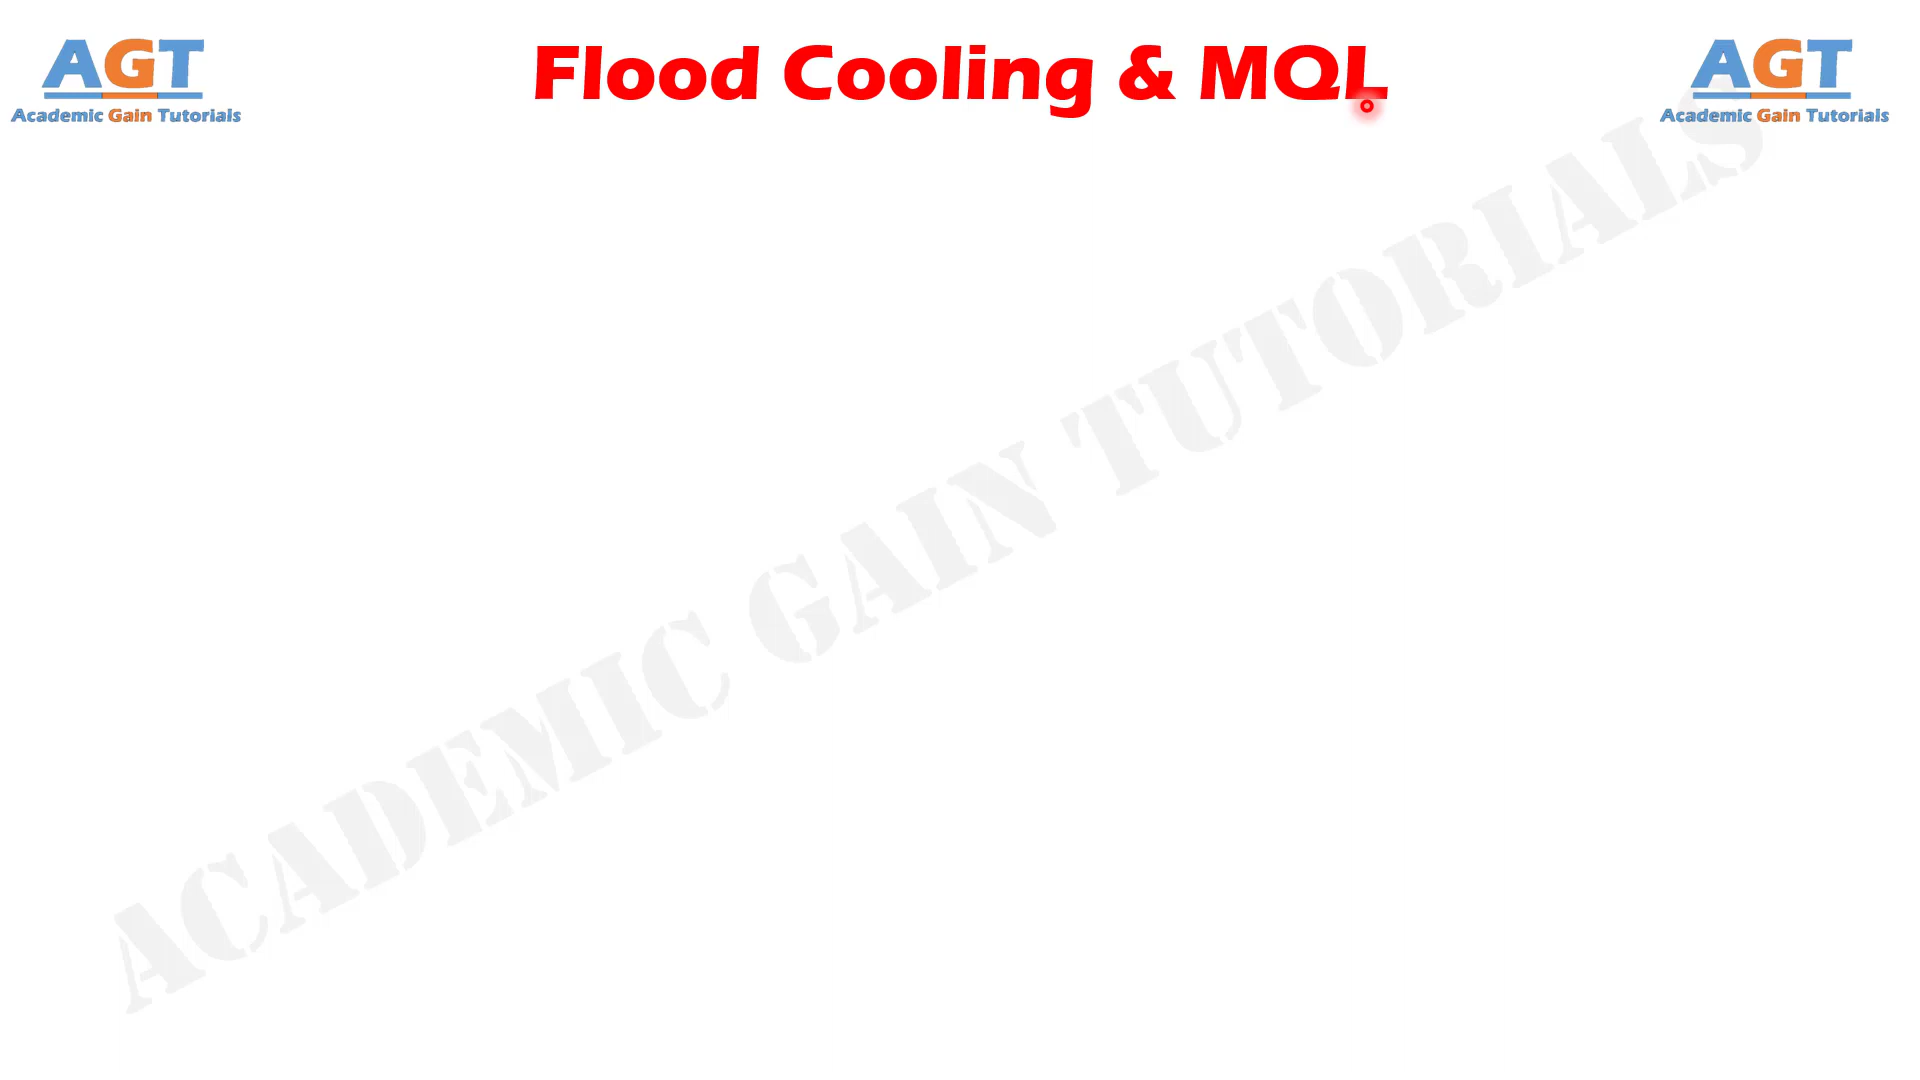 AGT
Academic Gain Tutorials
Flood Cooling & MQL
AGT
Academic Gain Tutorials
ACADEMIC GAIN TUTORIALS